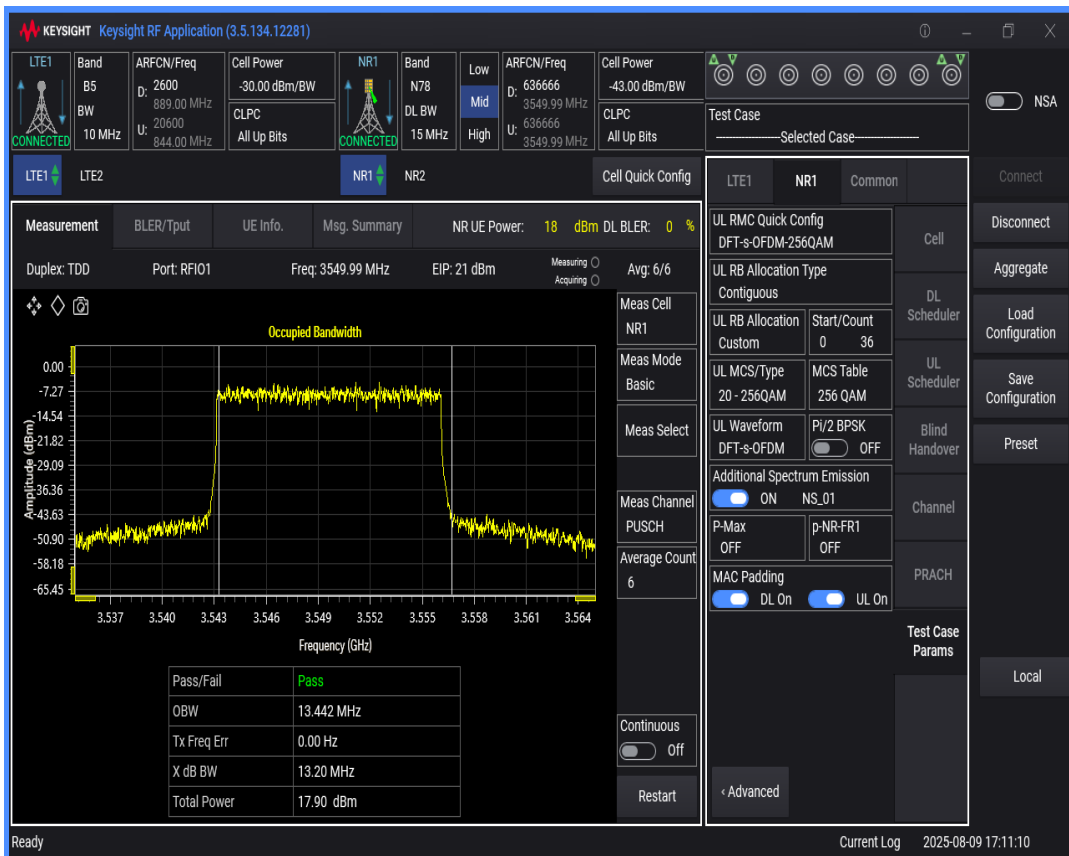 KEYSIGHT Keysight RF Application (3.5.134.12281)
LTE1
CONNECTED
Band
B5
BW
10 MHz
ARFCN/Freq
D: 2600
889.00 MHz
U: 20600
844.00 MHz
Cell Power
-30.00 dBm/BW
CLPC
All Up Bits
NR1
CONNECTED
Band
N78
DL BW
15 MHz
Low
Mid
High
ARFCN/Freq
D: 636666
3549.99 MHz
U: 636666
3549.99 MHz
Cell Power
-43.00 dBm/BW
CLPC
All Up Bits
Test Case
--------------------Selected Case--------------------
NSA
LTE1 LTE2 NR1 NR2 Cell Quick Config
Measurement BLER/Tput UE Info. Msg. Summary NR UE Power: 18 dBm DL BLER: 0 %
Duplex: TDD Port: RFIO1 Freq: 3549.99 MHz EIP: 21 dBm Measuring Avg: 6/6
Acquiring
Occupied Bandwidth
Amplitude (dBm)
0.00
-7.27
-14.54
-21.82
-29.09
-36.36
-43.63
-50.90
-58.18
-65.45
3.537 3.540 3.543 3.546 3.549 3.552 3.555 3.558 3.561 3.564
Frequency (GHz)
Pass/Fail Pass
OBW 13.442 MHz
Tx Freq Err 0.00 Hz
X dB BW 13.20 MHz
Total Power 17.90 dBm
Meas Cell
NR1
Meas Mode
Basic
Meas Select
Meas Channel
PUSCH
Average Count
6
Continuous
Off
Restart
LTE1 NR1 Common
UL RMC Quick Config
DFT-s-OFDM-256QAM
UL RB Allocation Type
Contiguous
UL RB Allocation
Custom
Start/Count
0 36
UL MCS/Type
20 - 256QAM
MCS Table
256 QAM
UL Waveform
DFT-s-OFDM
Pi/2 BPSK
OFF
Additional Spectrum Emission
ON NS_01
P-Max
OFF
p-NR-FR1
OFF
MAC Padding
DL On UL On
‹ Advanced
Cell
DL
Scheduler
UL
Scheduler
Blind
Handover
Channel
PRACH
Test Case
Params
Connect
Disconnect
Aggregate
Load
Configuration
Save
Configuration
Preset
Local
Ready Current Log 2025-08-09 17:11:10